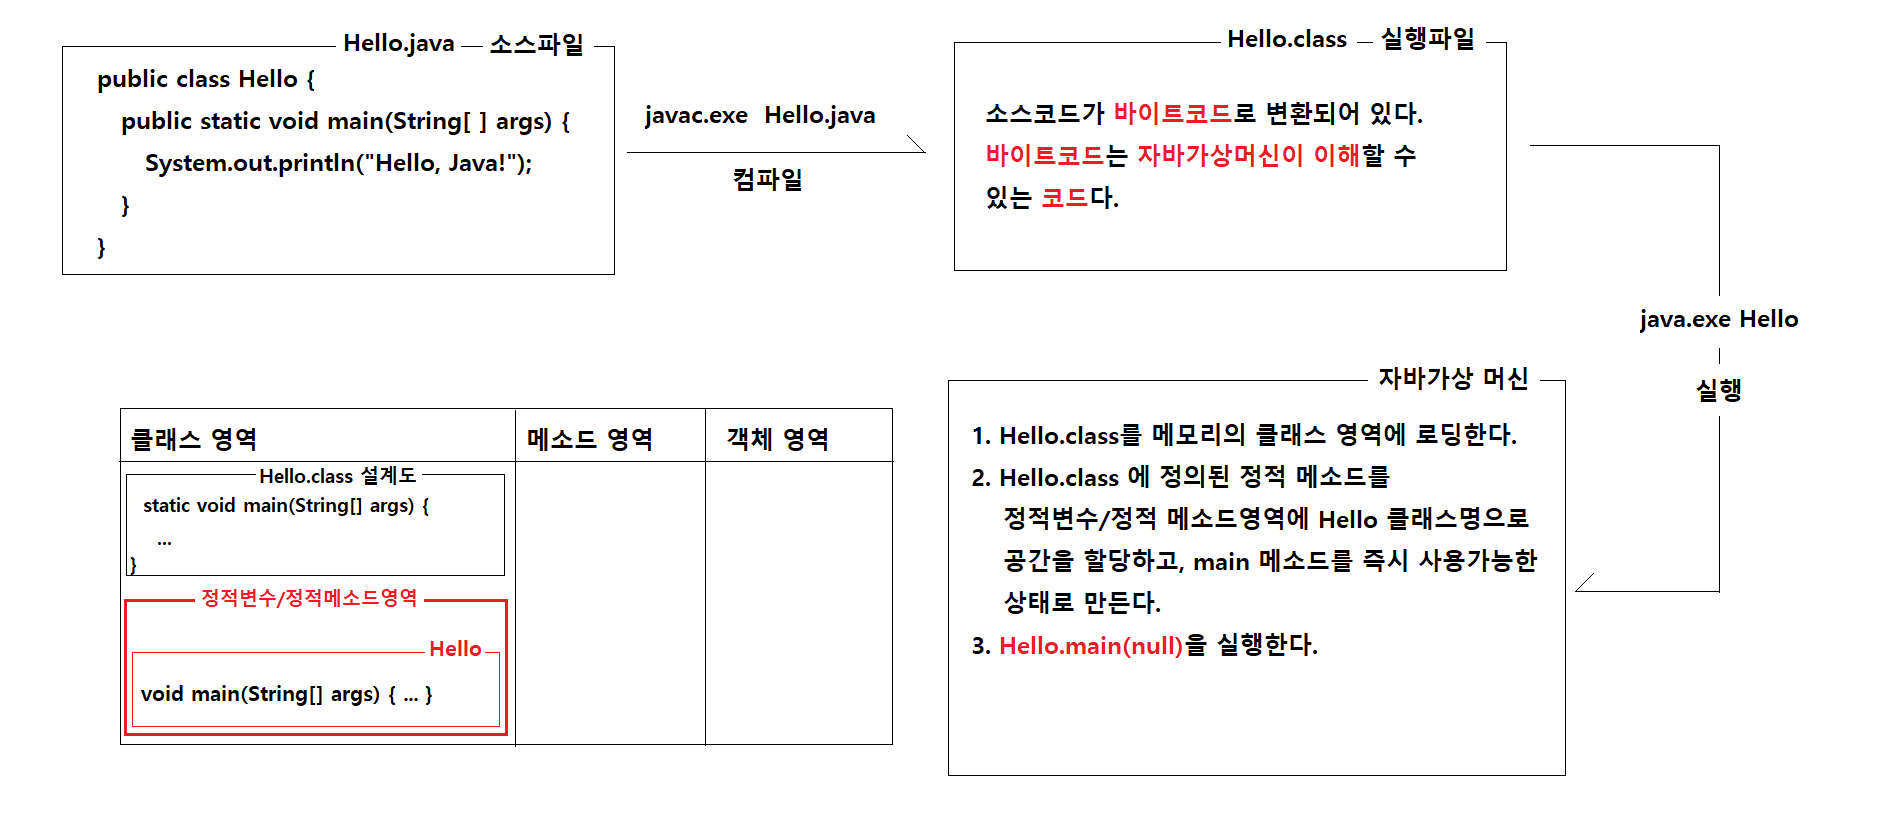 Hello.java 소스파일
public class Hello {
public static void main(String[ ] args) {
System.out.println("Hello, Java!");
}
}
javac.exe Hello.java
컴파일
Hello.class 실행파일
소스코드가 바이트코드로 변환되어 있다.
바이트코드는 자바가상머신이 이해할 수
있는 코드다.
java.exe Hello
실행
자바가상 머신
1. Hello.class를 메모리의 클래스 영역에 로딩한다.
2. Hello.class 에 정의된 정적 메소드를
정적변수/정적 메소드영역에 Hello 클래스명으로
공간을 할당하고, main 메소드를 즉시 사용가능한
상태로 만든다.
3. Hello.main(null)을 실행한다.
클래스 영역 메소드 영역 객체 영역
Hello.class 설계도
static void main(String[] args) {
...
}
정적변수/정적메소드영역
Hello
void main(String[] args) { ... }